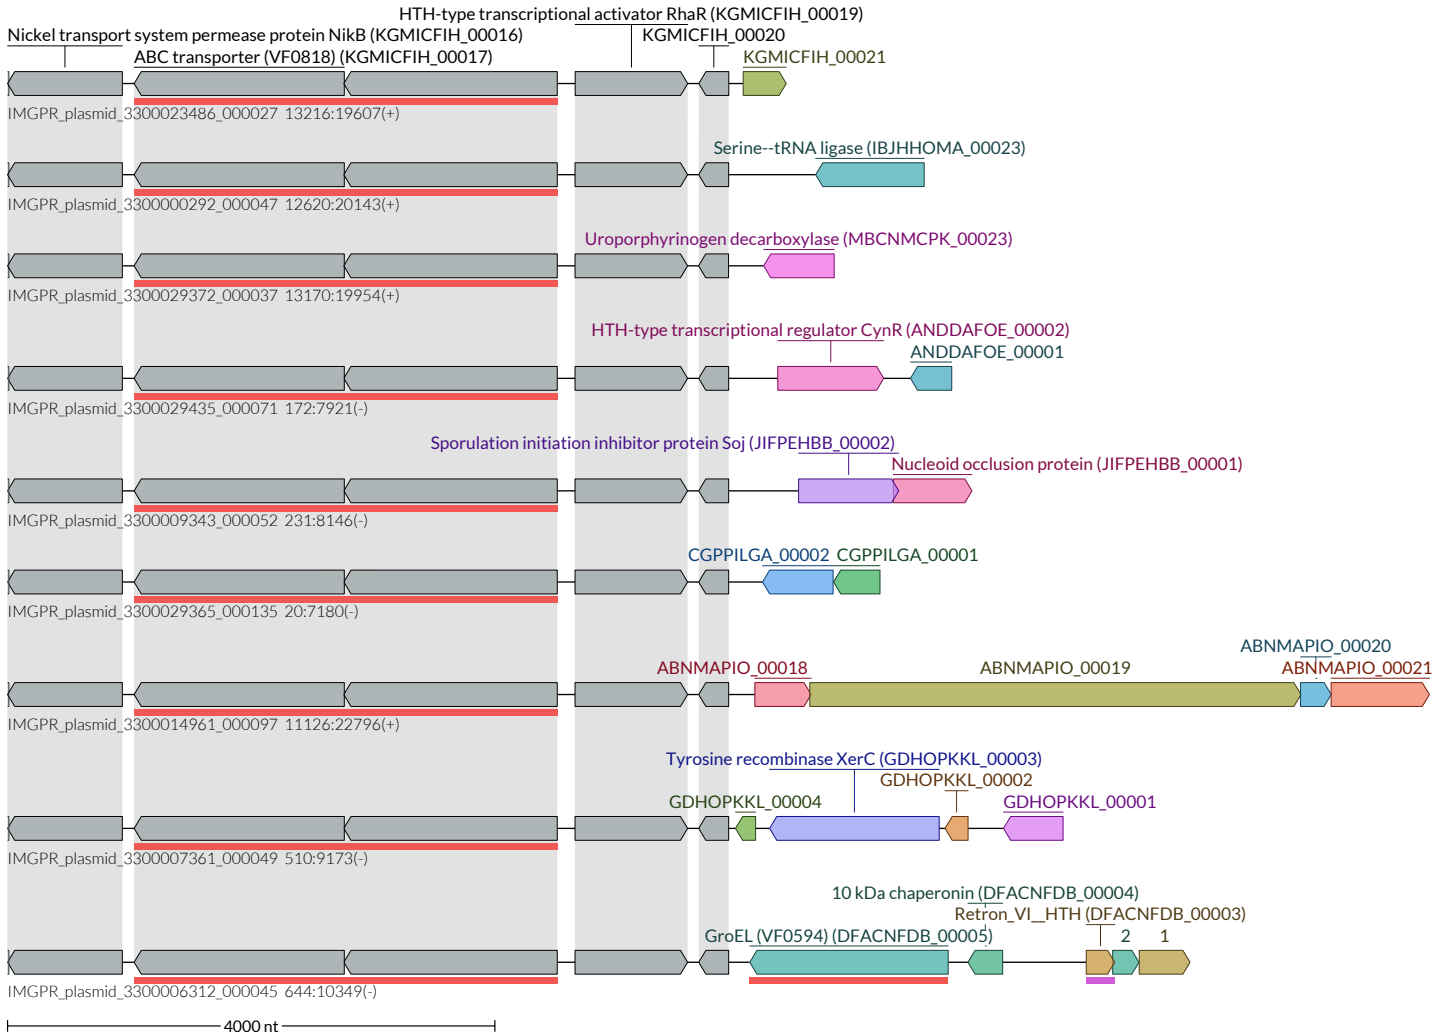 HTH-type transcriptional activator RhaR (KGMICFIH_00019)
Nickel transport system permease protein NikB (KGMICFIH_00016)
KGMICFIH_00020
ABC transporter (VF0818) (KGMICFIH_00017)
KGMICFIH_00021
IMGPR_plasmid_3300023486_000027 13216:19607(+)
Serine--tRNA ligase (IBJHHOMA_00023)
IMGPR_plasmid_3300000292_000047 12620:20143(+)
Uroporphyrinogen decarboxylase (MBCNMCPK_00023)
IMGPR_plasmid_3300029372_000037 13170:19954(+)
HTH-type transcriptional regulator CynR (ANDDAFOE_00002)
ANDDAFOE_00001
IMGPR_plasmid_3300029435_000071 172:7921(-)
Sporulation initiation inhibitor protein Soj (JIFPEHBB_00002)
Nucleoid occlusion protein (JIFPEHBB_00001)
IMGPR_plasmid_3300009343_000052 231:8146(-)
CGPPILGA_00002 CGPPILGA_00001
IMGPR_plasmid_3300029365_000135 20:7180(-)
ABNMAPIO_00020
ABNMAPIO_00018 ABNMAPIO_00019 ABNMAPIO_00021
IMGPR_plasmid_3300014961_000097 11126:22796(+)
Tyrosine recombinase XerC (GDHOPKKL_00003)
GDHOPKKL_00002
GDHOPKKL_00004 GDHOPKKL_00001
IMGPR_plasmid_3300007361_000049 510:9173(-)
10 kDa chaperonin (DFACNFDB_00004)
Retron_VI__HTH (DFACNFDB_00003)
GroEL (VF0594) (DFACNFDB_00005) 2 1
IMGPR_plasmid_3300006312_000045 644:10349(-)
4000 nt